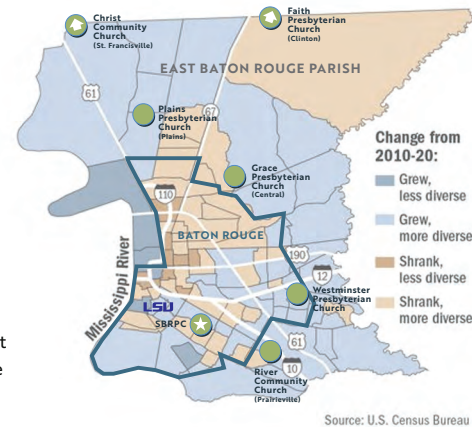 Christ
Community
Church
(St. Francisville)
Faith
Presbyterian
Church
(Clinton)
EAST BATON ROUGE PARISH
61
Plains
Presbyterian
Church
(Plains)
67
Change from
2010-20:
Grew,
less diverse
Grew,
more diverse
Shrank,
less diverse
Shrank,
more diverse
Grace
Presbyterian
Church
(Central)
110
BATON ROUGE
190
12
Mississippi River
LSU
Westminster
Presbyterian
Church
SBRPC
61
10
River
Community
Church
(Prairieville)
Source: U.S. Census Bureau